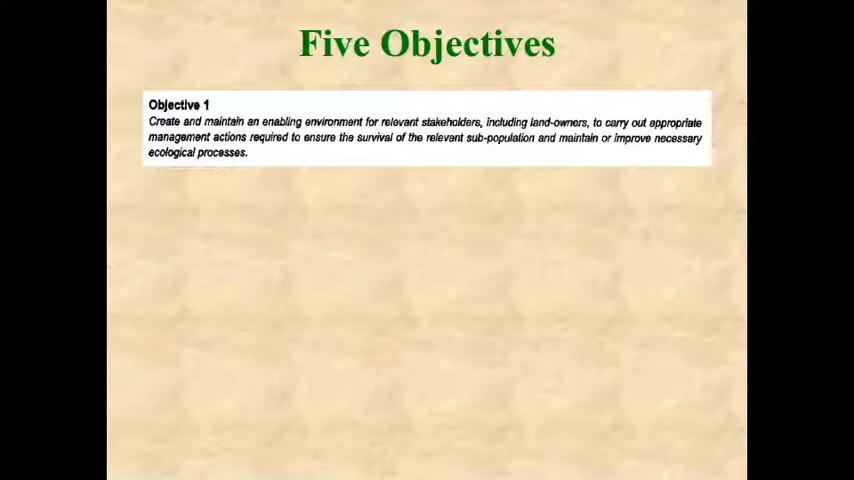 Five Objectives
Objective 1
Create and maintain an enabling environment for relevant stakeholders, including land-owners, to carry out appropriate
management actions required to ensure the survival of the relevant sub-population and maintain or improve necessary
ecological processes.